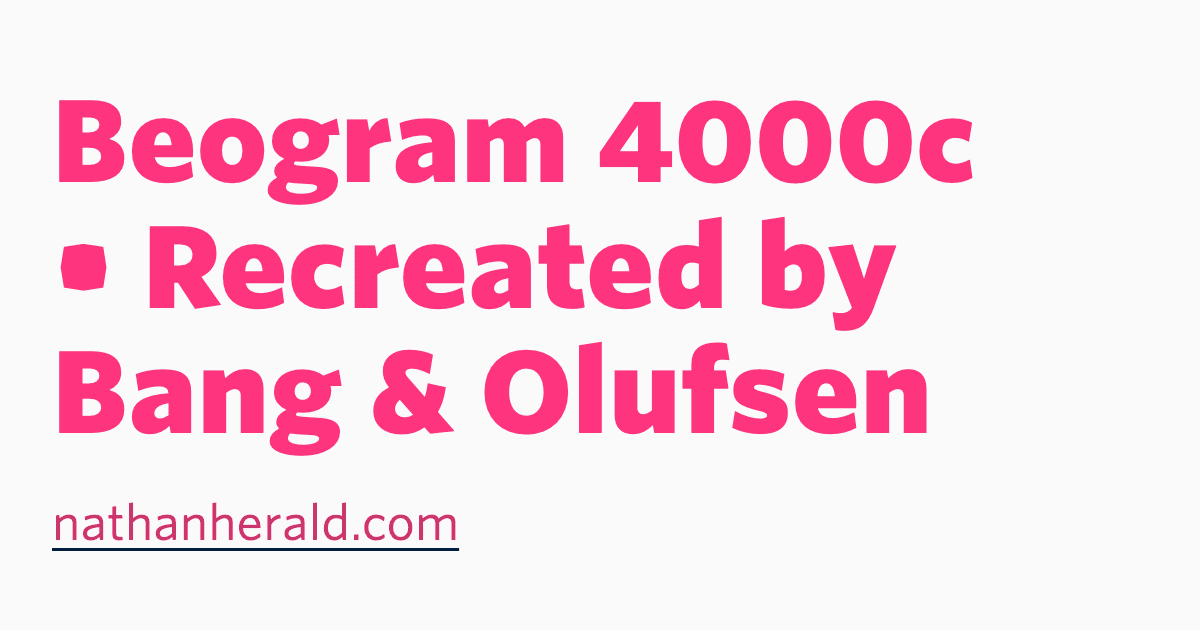 Beogram 4000c
• Recreated by
Bang & Olufsen
nathanherald.com